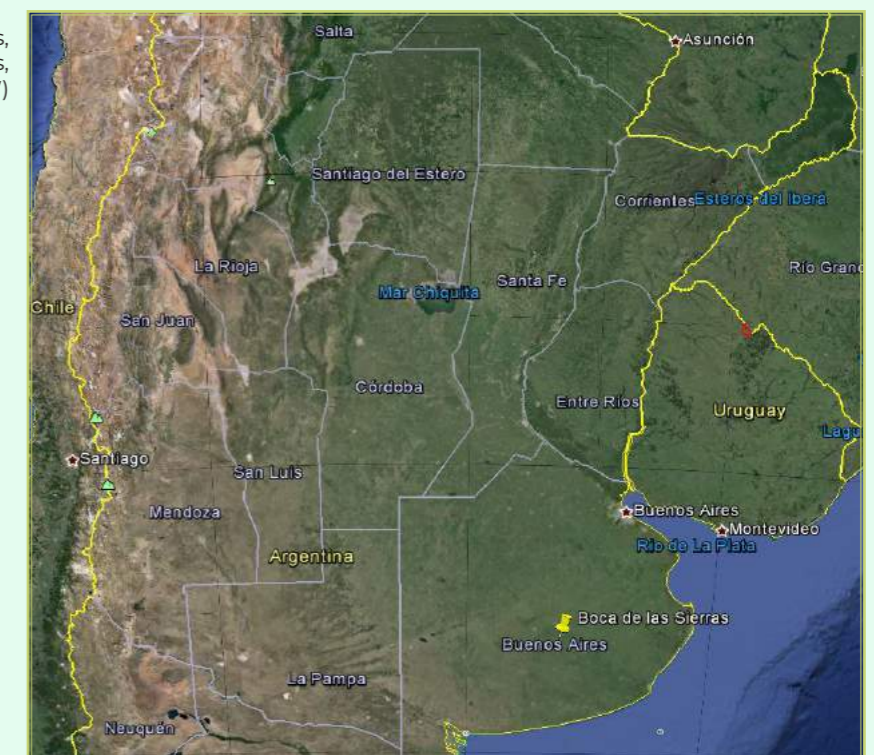 s,
s,
')
Salta
Asunción
Santiago del Estero
Corrientes
Esteros del Iberá
La Rioja
Río Grand
Santa Fe
Mar Chiquita
Chile
San Juan
Córdoba
Entre Ríos
Uruguay
Lagu
Santiago
San Luis
Mendoza
Buenos Aires
Montevideo
Río de La Plata
Argentina
Boca de las Sierras
Buenos Aires
La Pampa
Neuquén